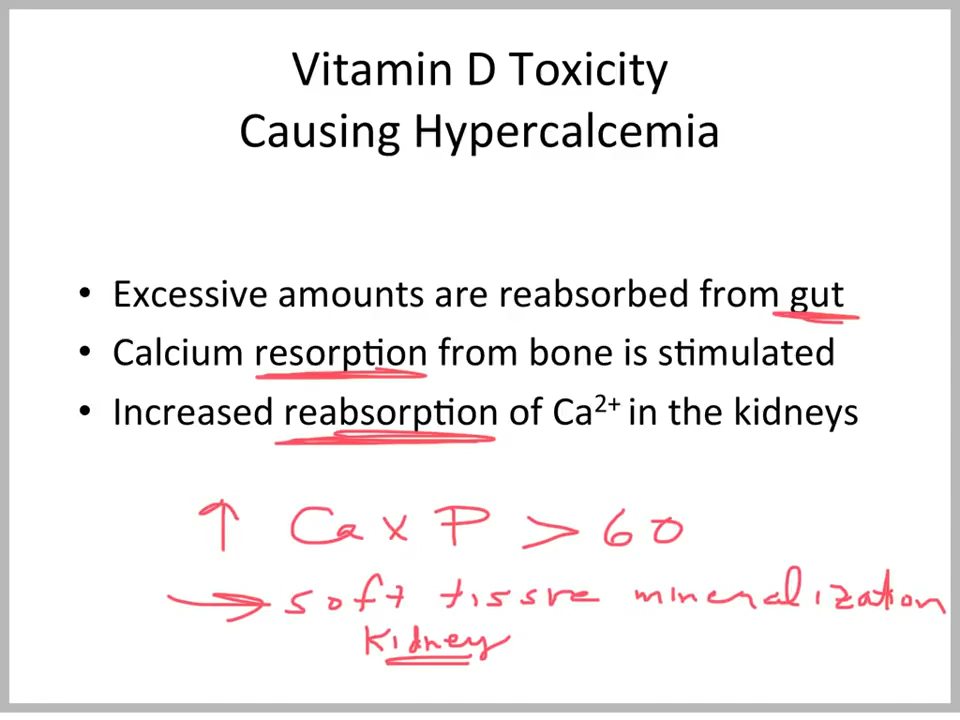 Vitamin D Toxicity
Causing Hypercalcemia
• Excessive amounts are reabsorbed from gut
• Calcium resorption from bone is stimulated
• Increased reabsorption of Ca²⁺ in the kidneys
↑ Ca x P > 60
→ soft tissue mineralization
kidney